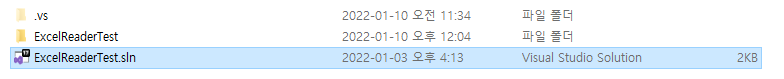 .vs 2022-01-10 오전 11:34 파일 폴더
ExcelReaderTest 2022-01-10 오후 12:04 파일 폴더
ExcelReaderTest.sln 2022-01-03 오후 4:13 Visual Studio Solution 2KB